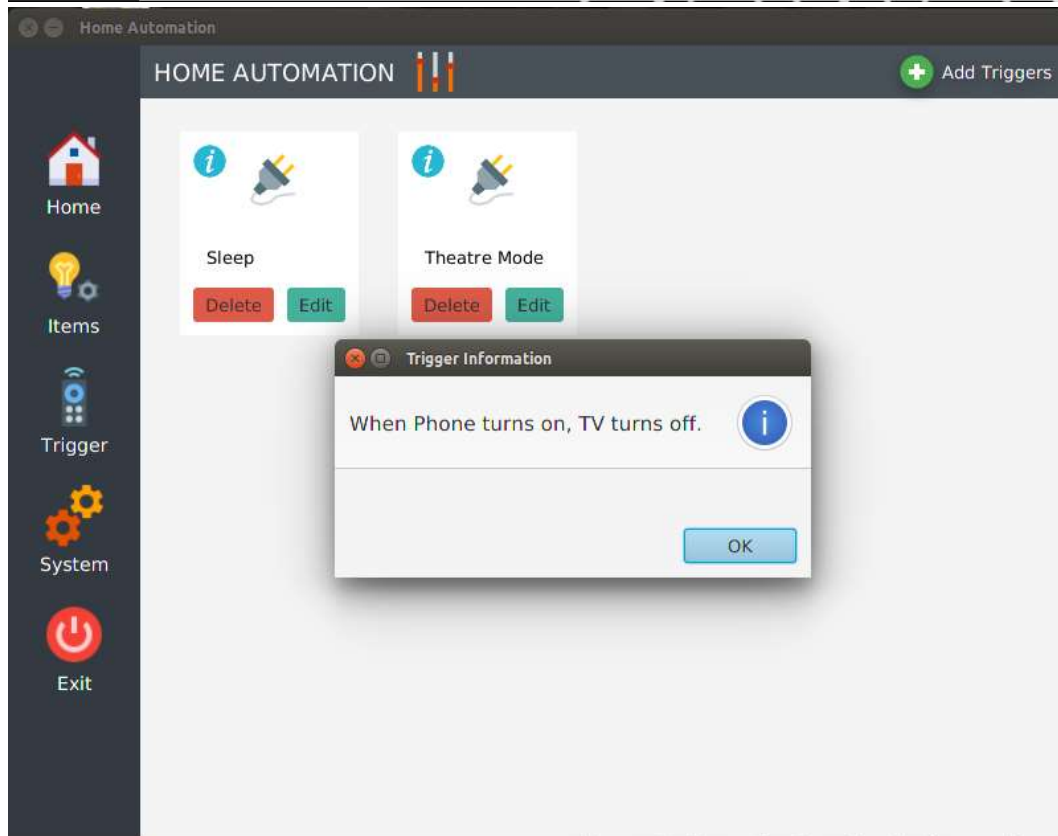 Home Automation
HOME AUTOMATION
Add Triggers
Home
Items
Trigger
System
Exit
Sleep
Theatre Mode
Delete Edit
Delete Edit
Trigger Information
When Phone turns on, TV turns off.
OK